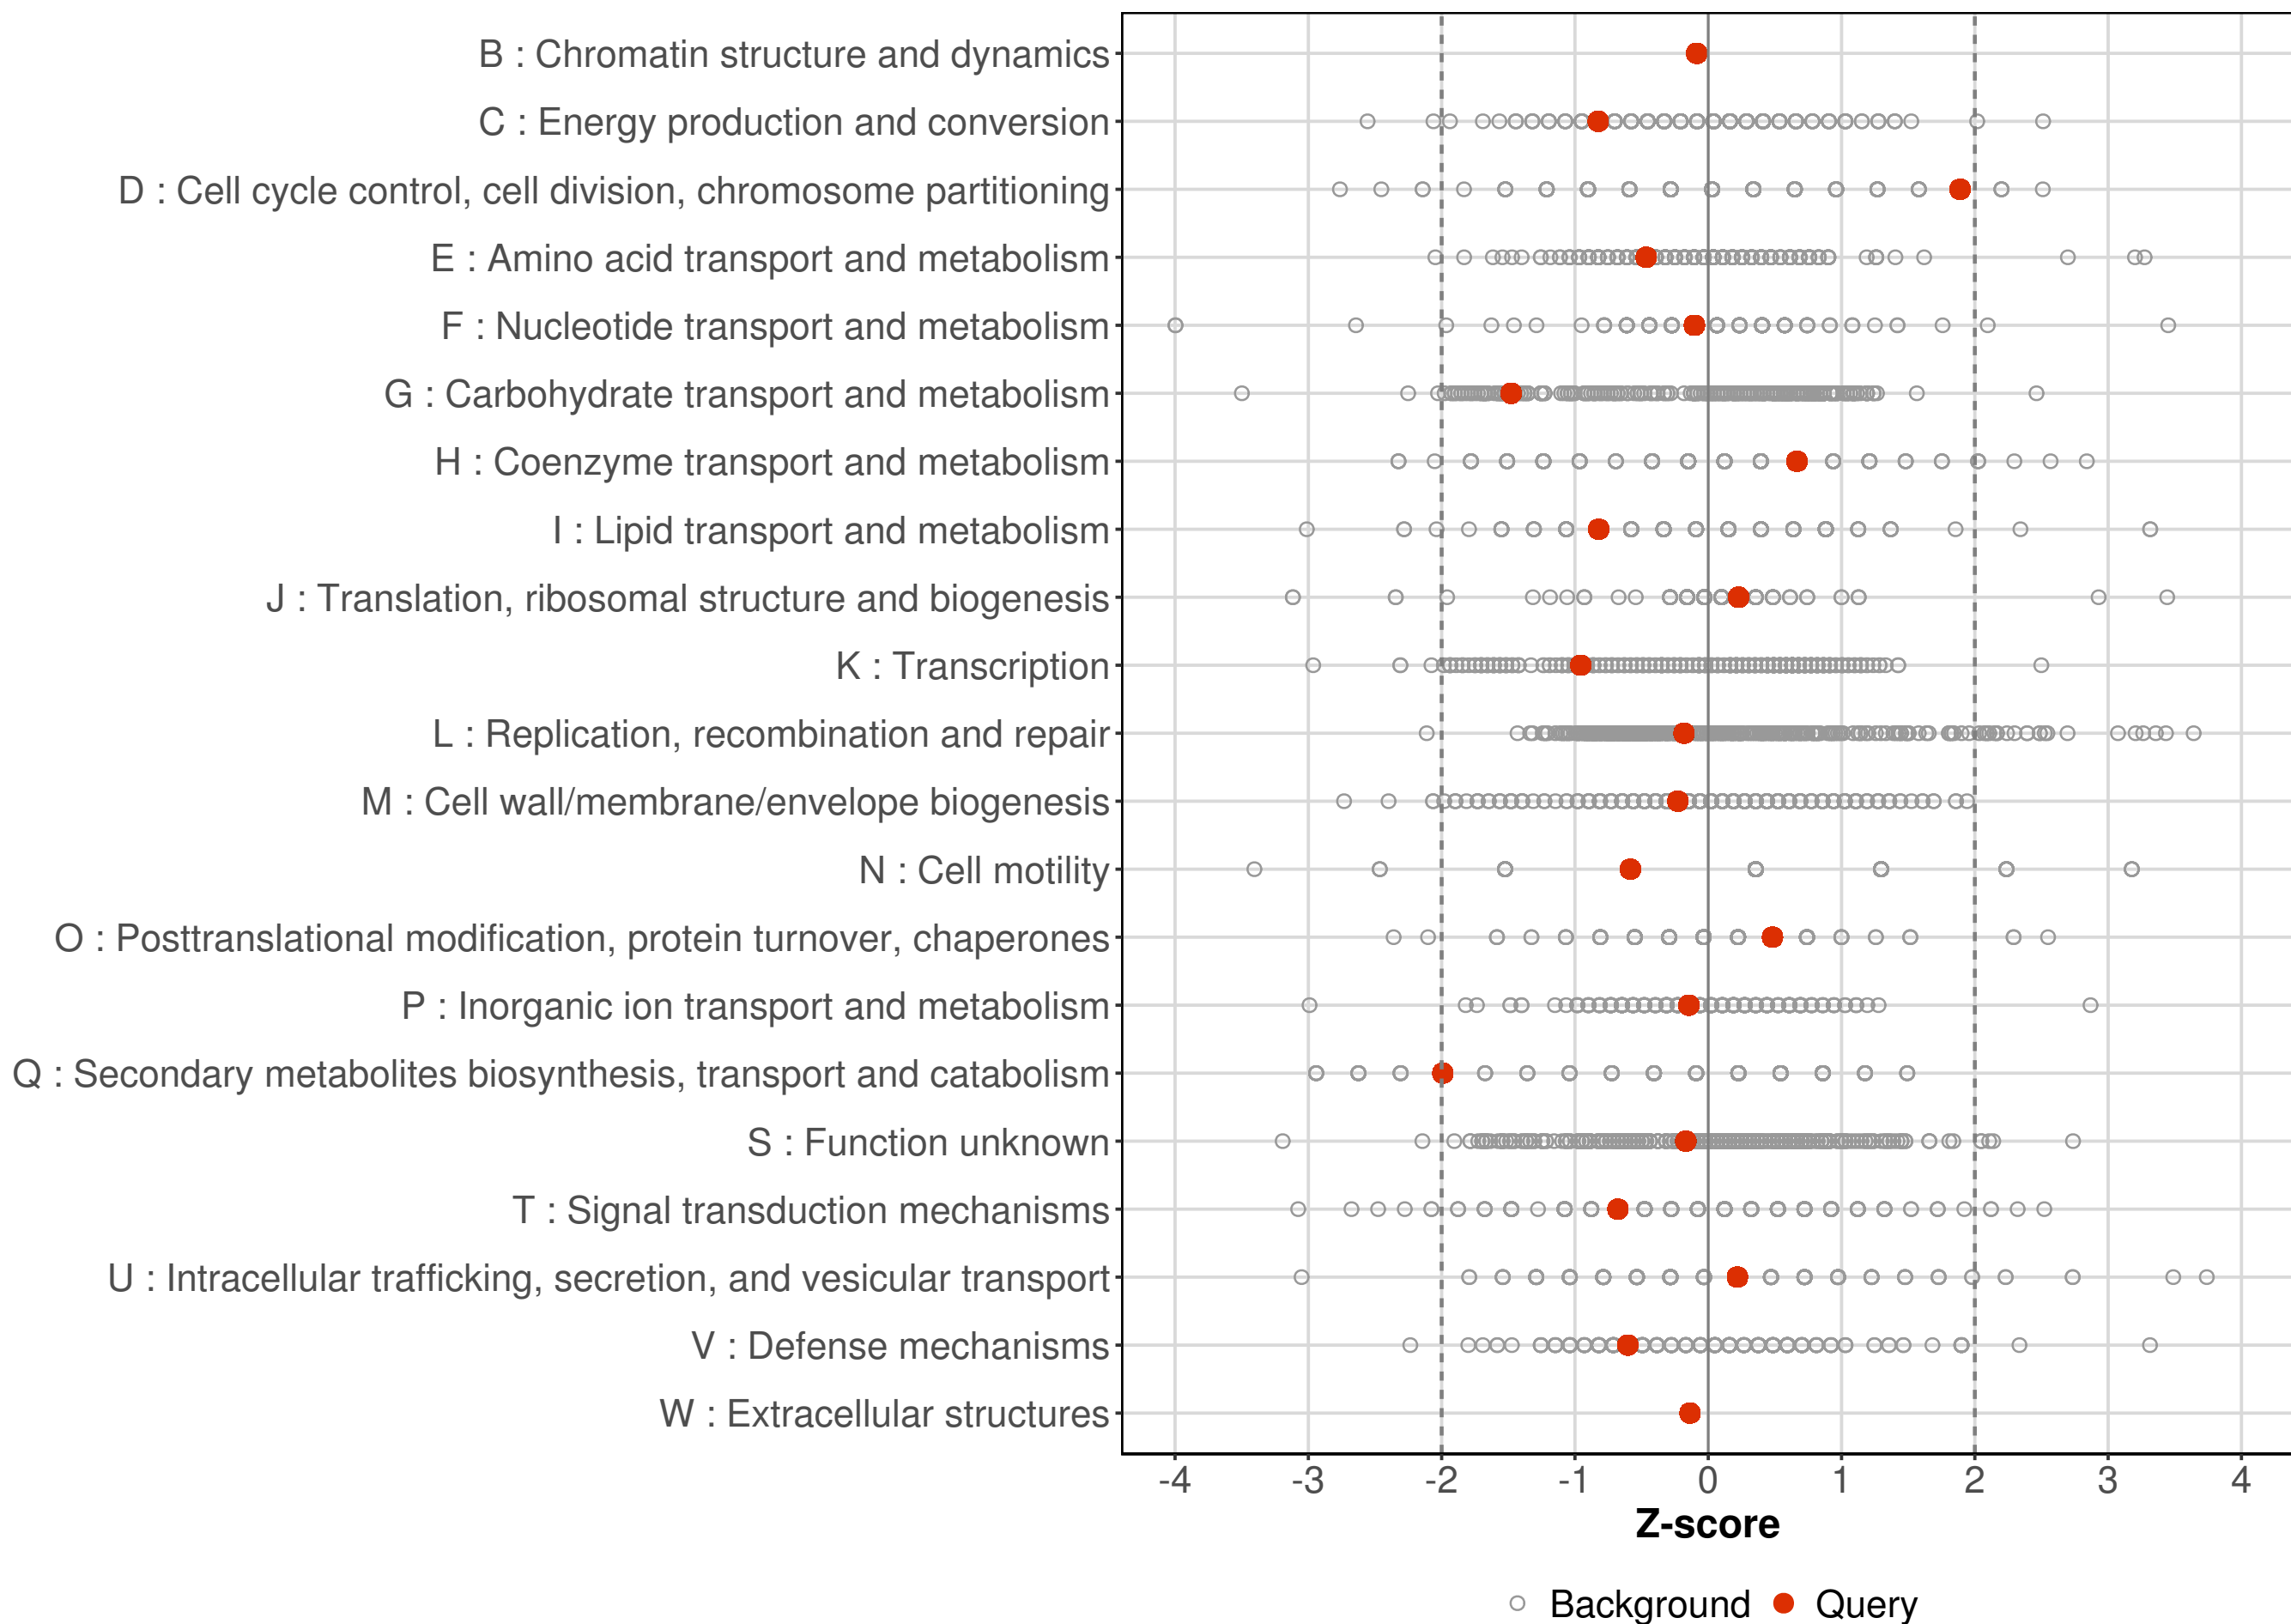 B : Chromatin structure and dynamics
C : Energy production and conversion
D : Cell cycle control, cell division, chromosome partitioning
E : Amino acid transport and metabolism
F : Nucleotide transport and metabolism
G : Carbohydrate transport and metabolism
H : Coenzyme transport and metabolism
I : Lipid transport and metabolism
J : Translation, ribosomal structure and biogenesis
K : Transcription
L : Replication, recombination and repair
M : Cell wall/membrane/envelope biogenesis
N : Cell motility
O : Posttranslational modification, protein turnover, chaperones
P : Inorganic ion transport and metabolism
Q : Secondary metabolites biosynthesis, transport and catabolism
S : Function unknown
T : Signal transduction mechanisms
U : Intracellular trafficking, secretion, and vesicular transport
V : Defense mechanisms
W : Extracellular structures
-4 -3 -2 -1 0 1 2 3 4
Z-score
Background Query